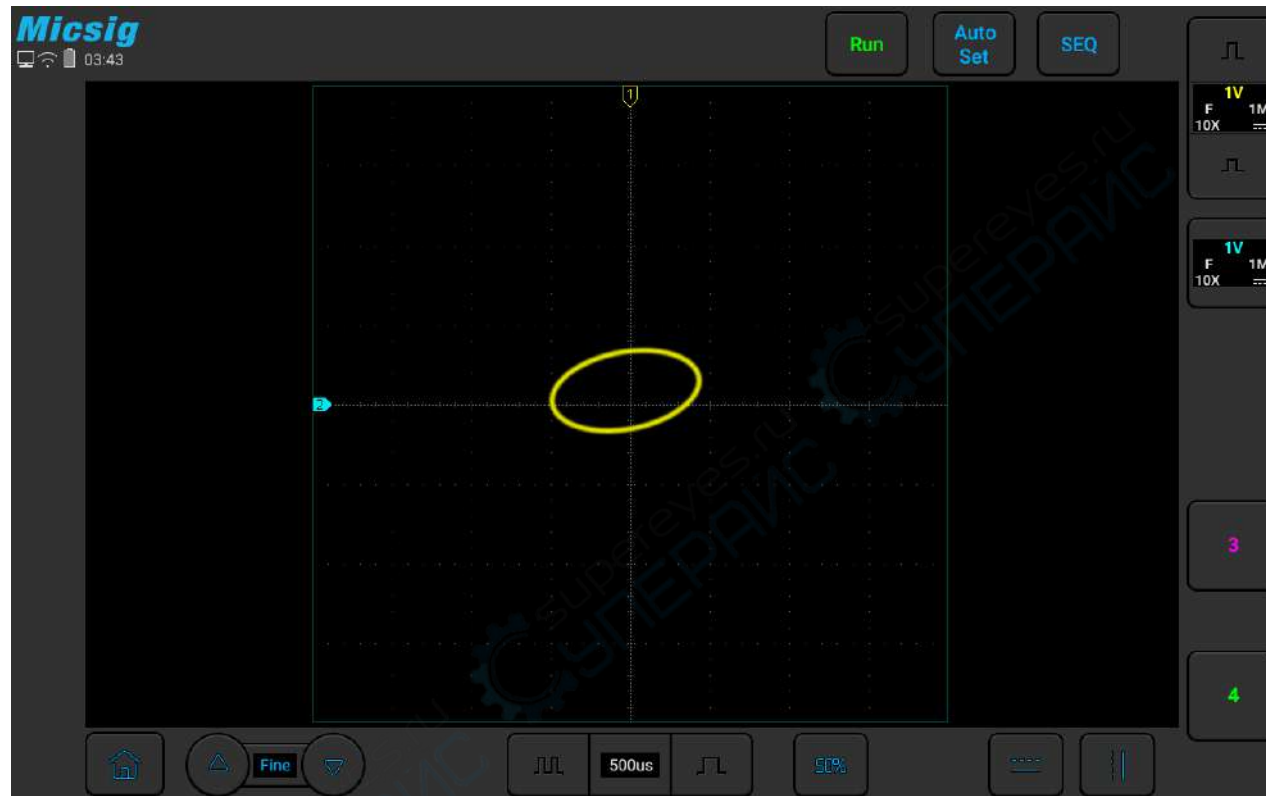 Micsig
03:43
Run
Auto
Set
SEQ
1
1V
F 1M
10X
supereyes.ru
СУПЕРАЙС
1V
F 1M
10X
2
supereyes.ru
СУПЕРАЙС
3
4
Fine
500us
50%